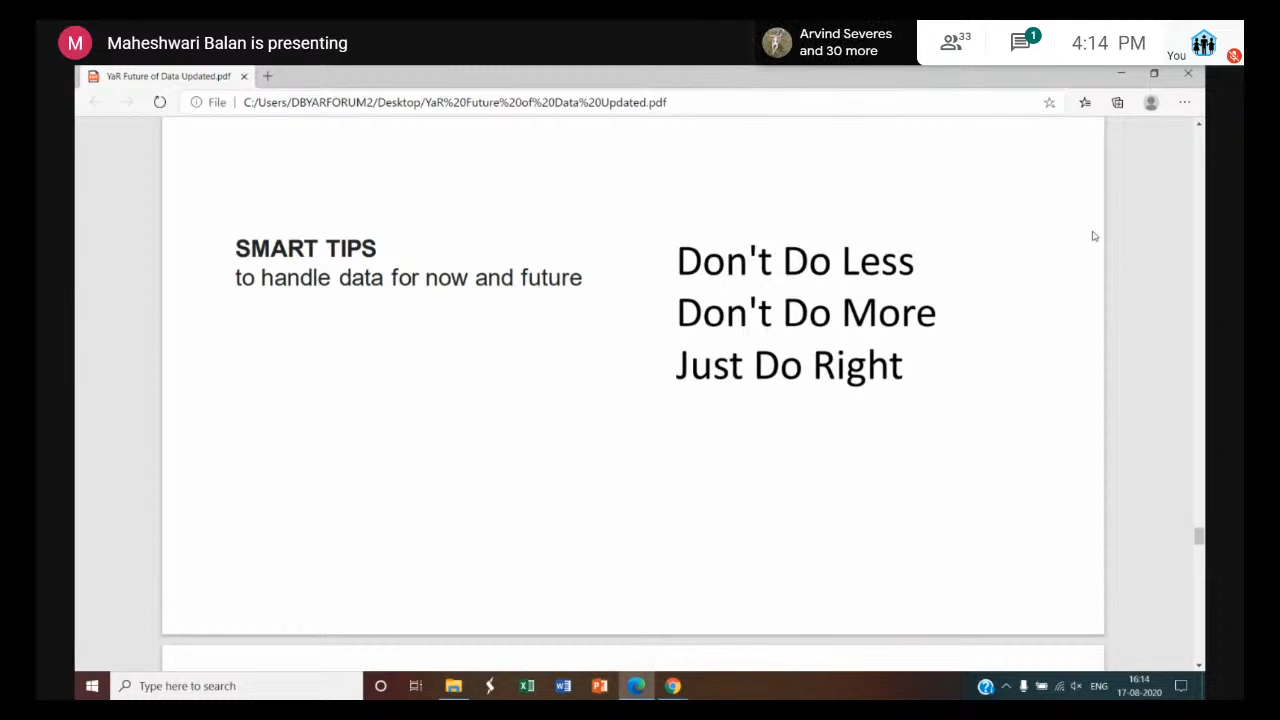 M
Maheshwari Balan is presenting
Arvind Severes
and 30 more
33
1
4:14 PM
You
YaR Future of Data Updated.pdf
File
C:/Users/DBYARFORUM2/Desktop/YaR%20Future%20of%20Data%20Updated.pdf
SMART TIPS
to handle data for now and future
Don't Do Less
Don't Do More
Just Do Right
Type here to search
ENG
16:14
17-08-2020